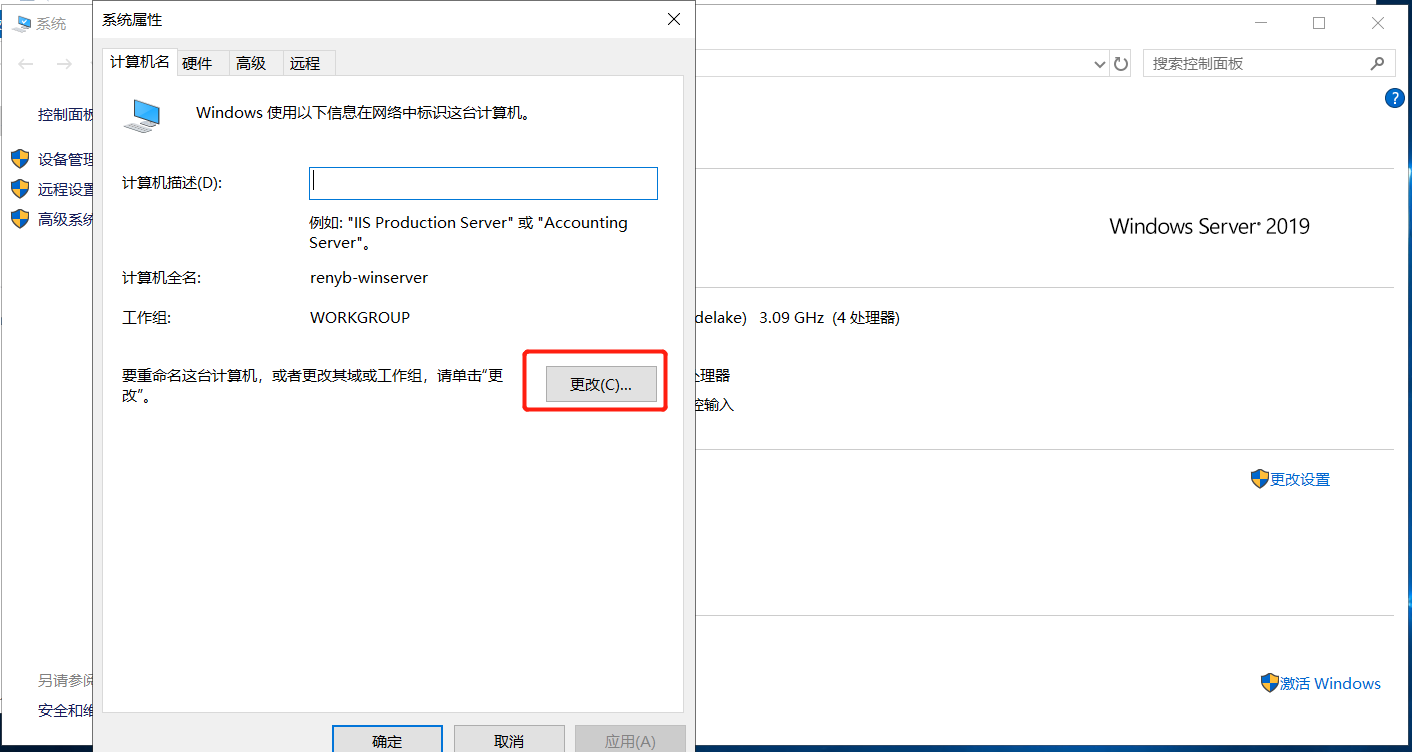 系统
系统属性
计算机名 硬件 高级 远程
搜索控制面板
控制面板
设备管理
远程设置
高级系统
Windows 使用以下信息在网络中标识这台计算机。
计算机描述(D):
例如: "IIS Production Server" 或 "Accounting
Server"。
计算机全名: renyb-winserver
工作组: WORKGROUP
要重命名这台计算机，或者更改其域或工作组，请单击“更
改”。
更改(C)...
Windows Server® 2019
delake) 3.09 GHz (4 处理器)
处理器
控输入
更改设置
激活 Windows
另请参阅
安全和维
确定 取消 应用(A)